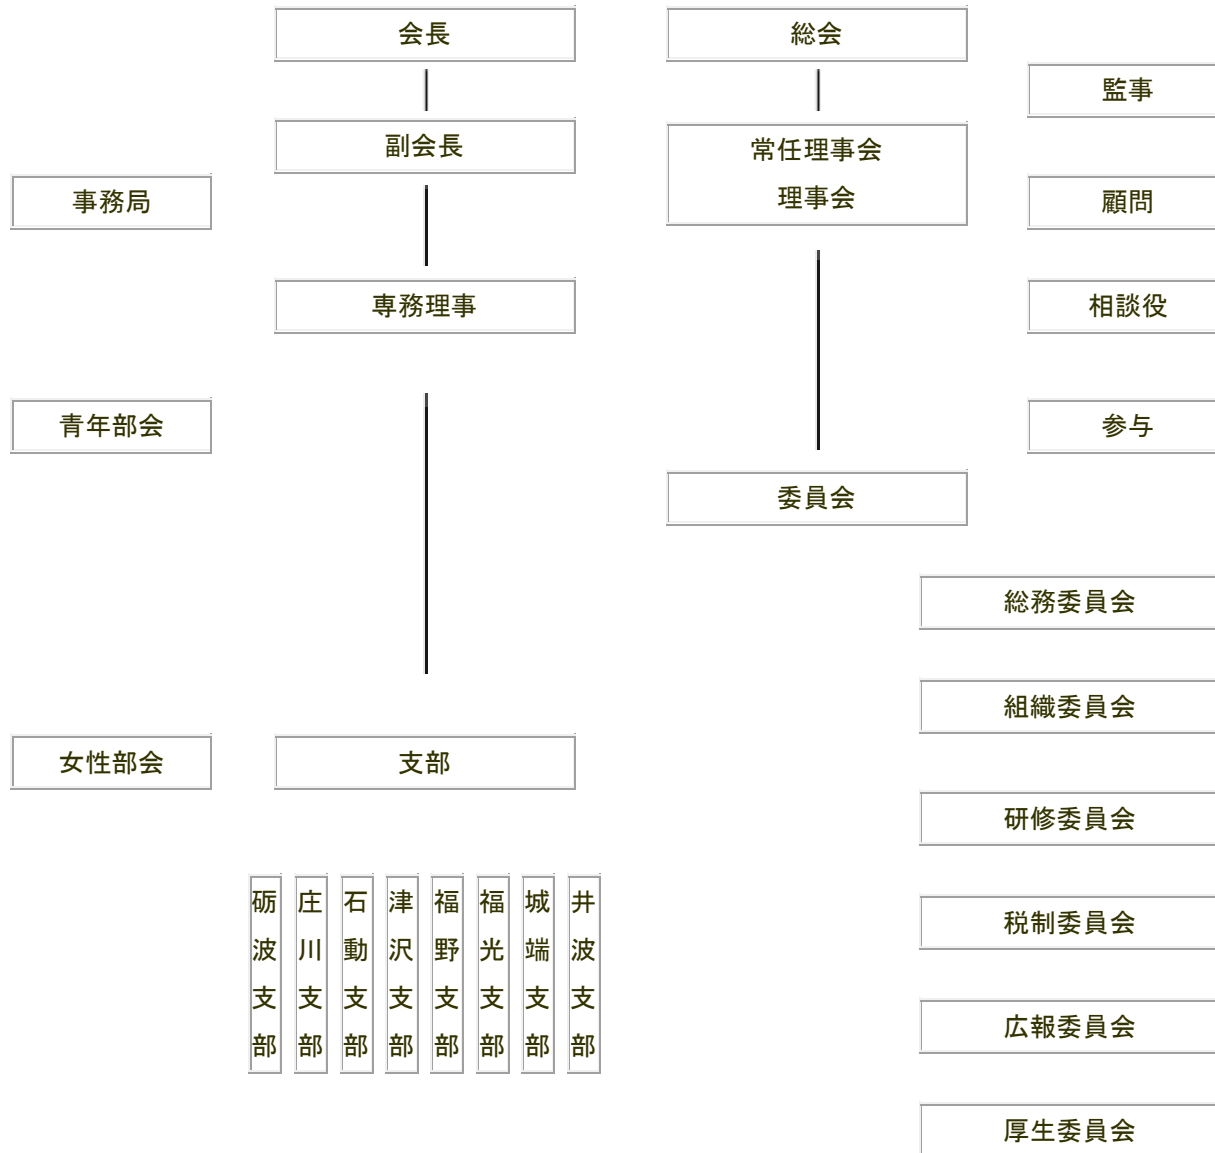 会長
総会
監事
副会長
常任理事会
理事会
事務局
顧問
専務理事
相談役
青年部会
参与
委員会
総務委員会
組織委員会
女性部会
支部
研修委員会
砺波支部
庄川支部
石動支部
津沢支部
福野支部
福光支部
城端支部
井波支部
税制委員会
広報委員会
厚生委員会